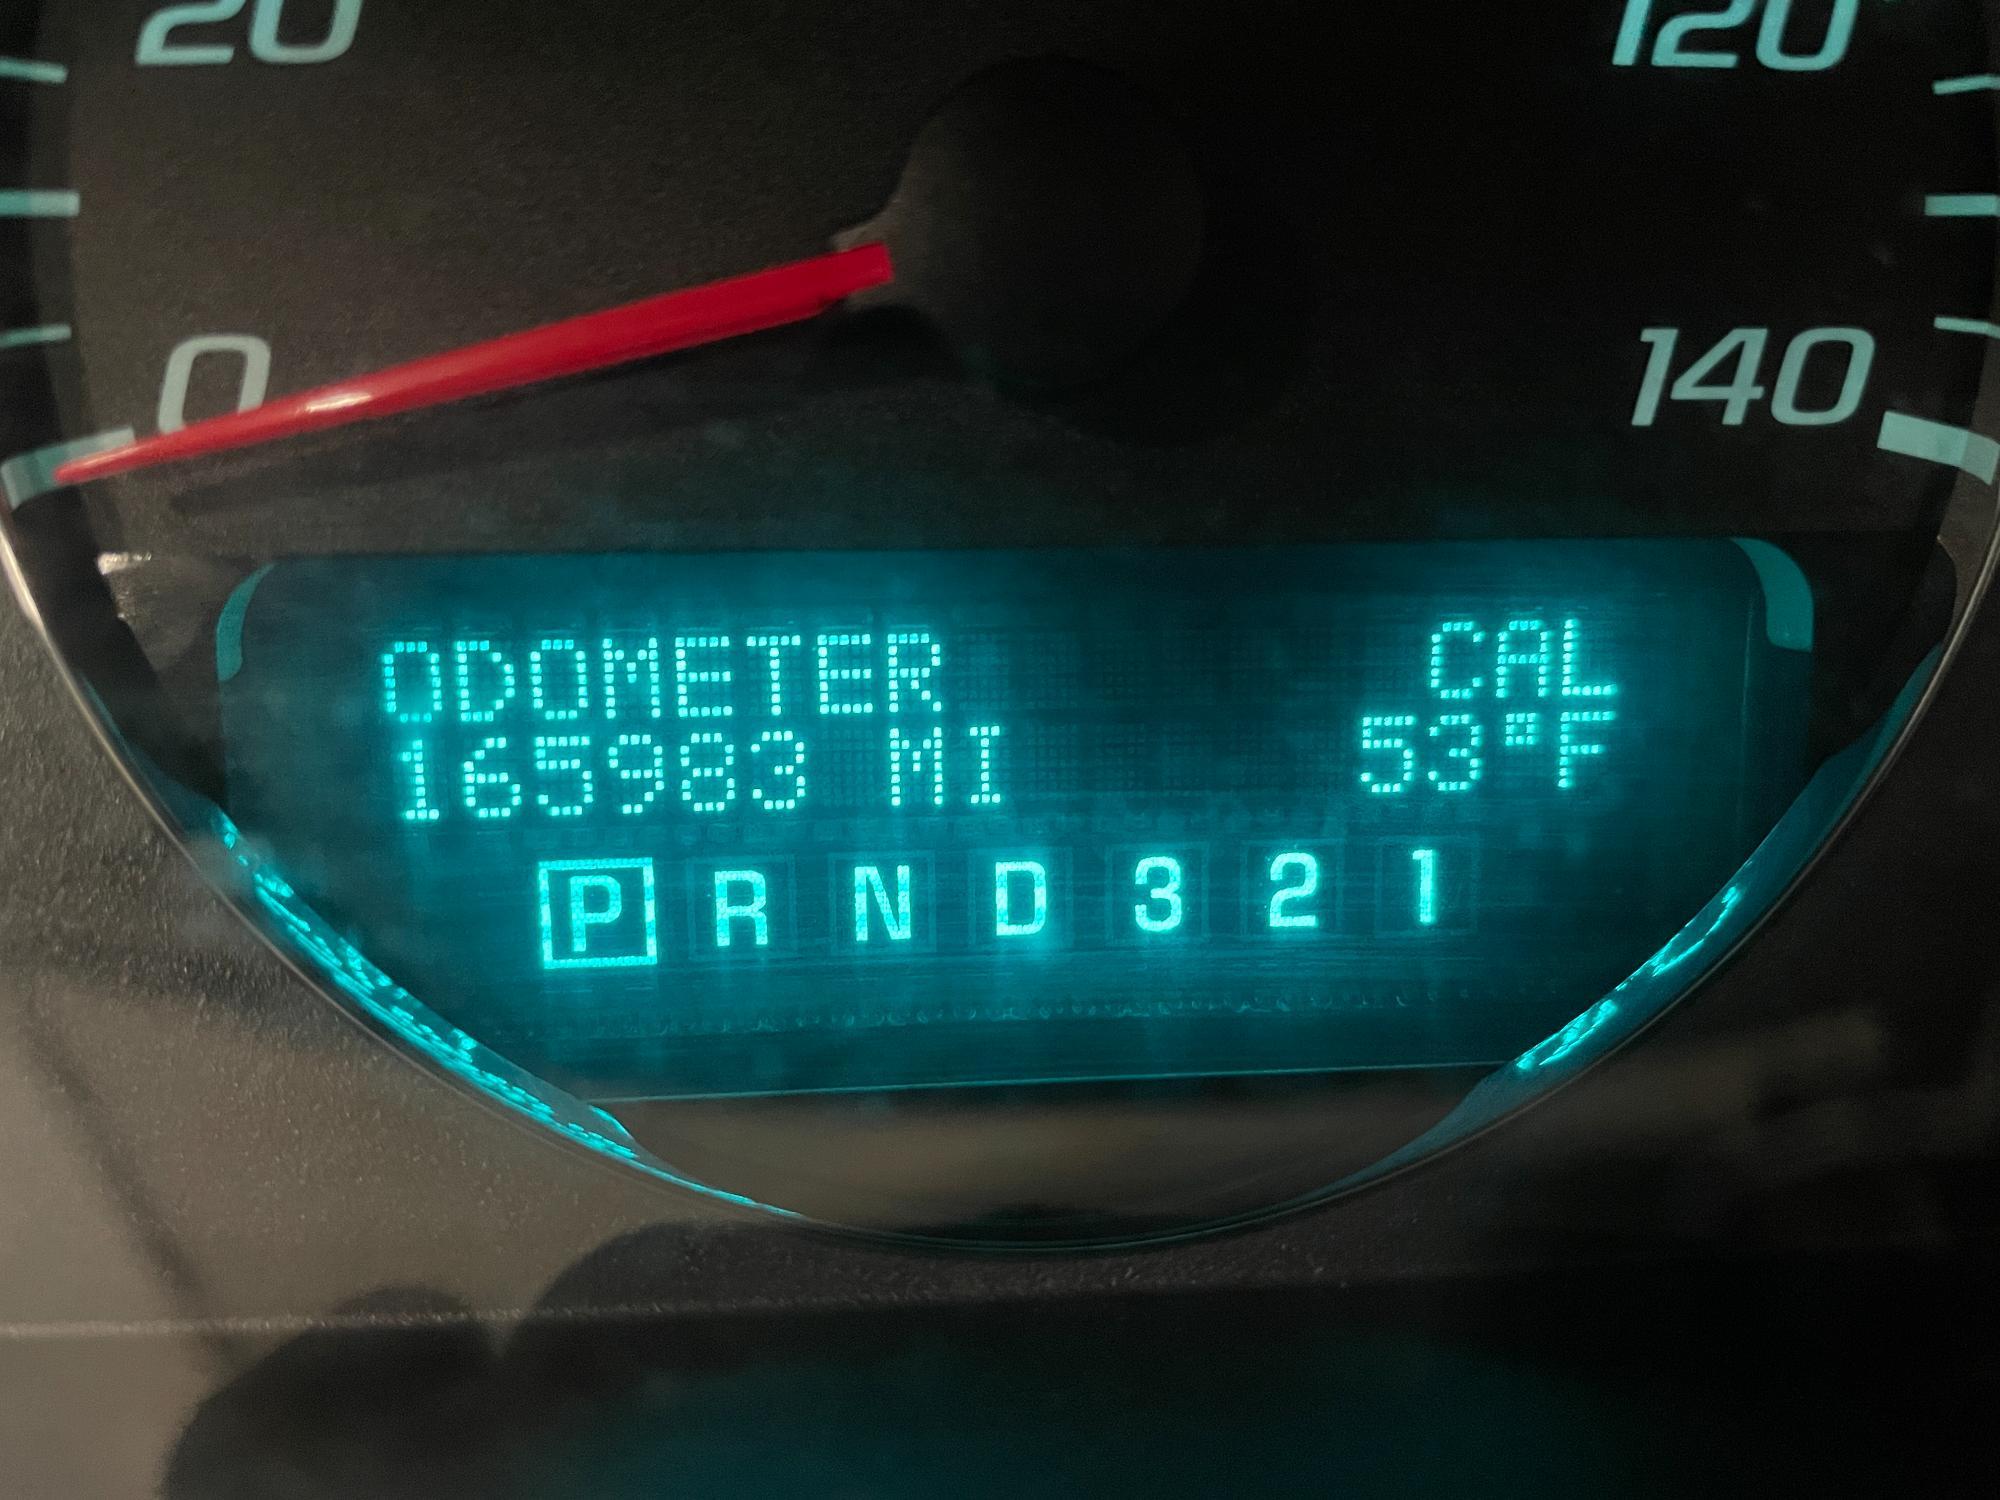 20
120
0
140
ODOMETER CAL
165983 MI 53°F
P R N D 3 2 1